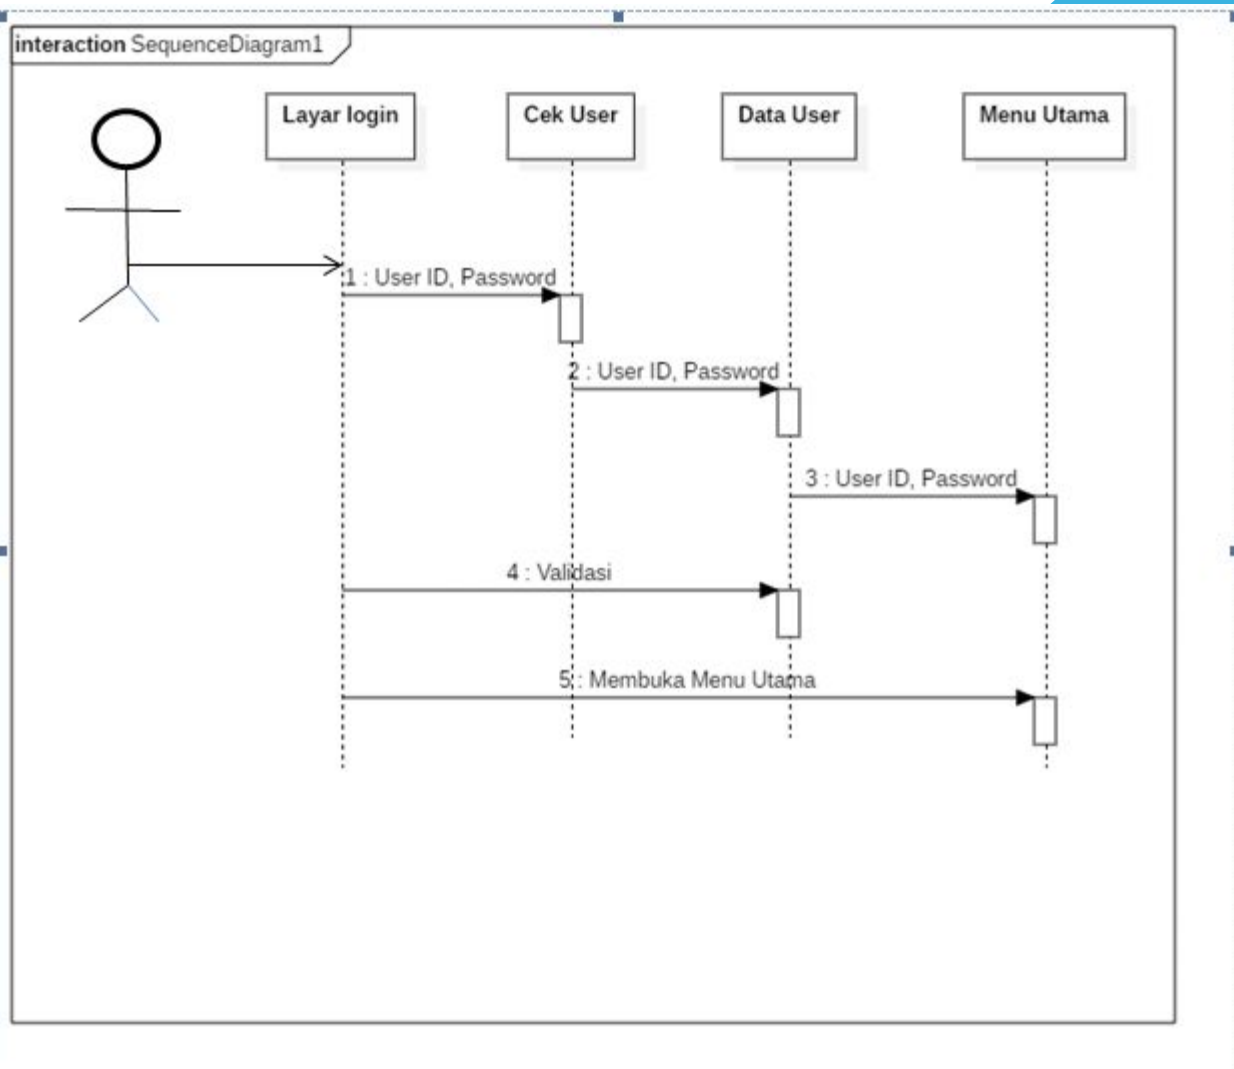 interaction SequenceDiagram1
Layar login
Cek User
Data User
Menu Utama
1 : User ID, Password
2 : User ID, Password
3 : User ID, Password
4 : Validasi
5 : Membuka Menu Utama